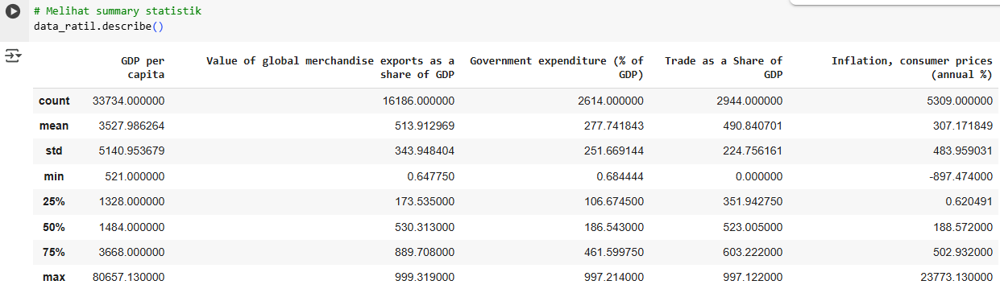 # Melihat summary statistik
data_ratil.describe()
GDP per capita Value of global merchandise exports as a share of GDP Government expenditure (% of GDP) Trade as a Share of GDP Inflation, consumer prices (annual %)
count 33734.000000 16186.000000 2614.000000 2944.000000 5309.000000
mean 3527.986264 513.912969 277.741843 490.840701 307.171849
std 5140.953679 343.948404 251.669144 224.756161 483.959031
min 521.000000 0.647750 0.684444 0.000000 -897.474000
25% 1328.000000 173.535000 106.674500 351.942750 0.620491
50% 1484.000000 530.313000 186.543000 523.005000 188.572000
75% 3668.000000 889.708000 461.599750 603.222000 502.932000
max 80657.130000 999.319000 997.214000 997.122000 23773.130000